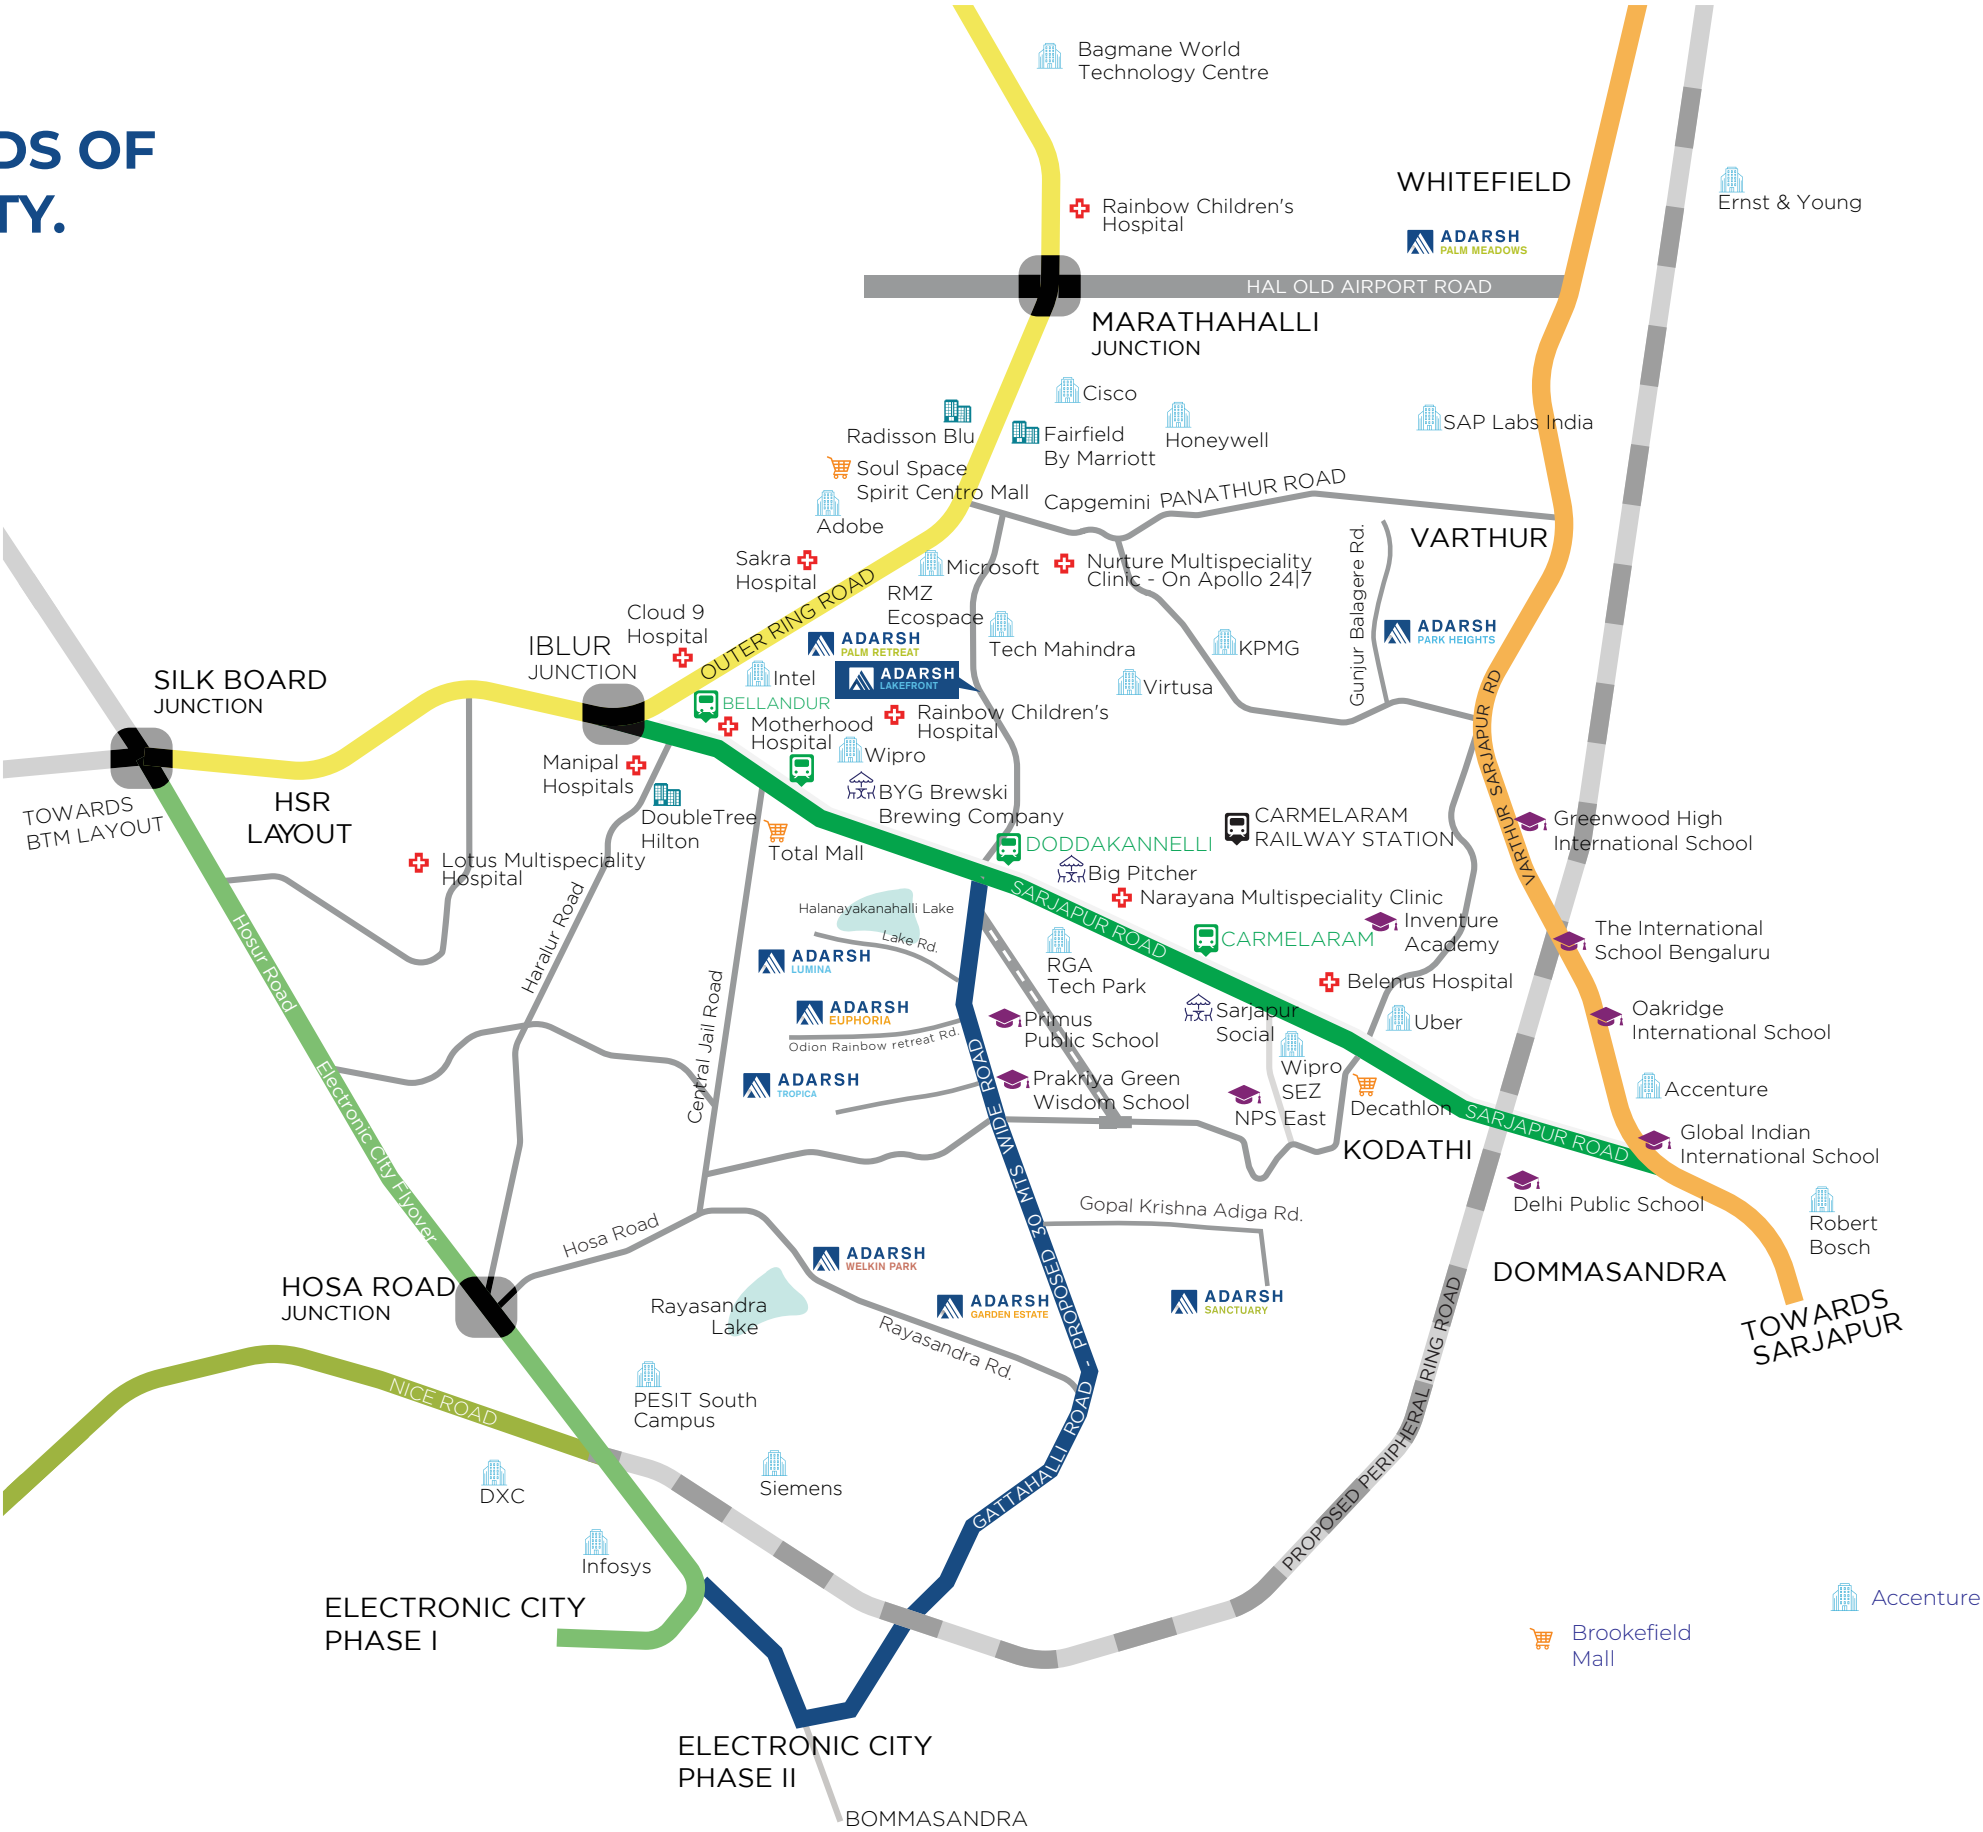 DS OF
TY.
Bagmane World
Technology Centre
WHITEFIELD
Ernst & Young
Rainbow Children's
Hospital
ADARSH
PALM MEADOWS
HAL OLD AIRPORT ROAD
MARATHAHALLI
JUNCTION
Cisco
Radisson Blu
Fairfield
By Marriott
Honeywell
SAP Labs India
Soul Space
Spirit Centro Mall
Capgemini
PANATHUR ROAD
Adobe
VARTHUR
Sakra
Hospital
Microsoft
Nurture Multispeciality
Clinic - On Apollo 24|7
Gunjur Balagere Rd.
OUTER RING ROAD
RMZ
Ecospace
Cloud 9
Hospital
IBLUR
JUNCTION
ADARSH
PALM RETREAT
Tech Mahindra
KPMG
ADARSH
PARK HEIGHTS
SILK BOARD
JUNCTION
Intel
ADARSH
LAKEFRONT
Virtusa
BELLANDUR
Motherhood
Hospital
Rainbow Children's
Hospital
VARTHUR SARJAPUR RD
Wipro
Manipal
Hospitals
DoubleTree
Hilton
BYG Brewski
Brewing Company
TOWARDS
BTM LAYOUT
HSR
LAYOUT
CARMELARAM
RAILWAY STATION
Greenwood High
International School
Total Mall
DODDAKANNELLI
Lotus Multispeciality
Hospital
Big Pitcher
SARJAPUR ROAD
Narayana Multispeciality Clinic
Halanayakanahalli Lake
Lake Rd.
Haralur Road
Hosur Road
Inventure
Academy
CARMELARAM
The International
School Bengaluru
ADARSH
LUMINA
RGA
Tech Park
Belenus Hospital
Central Jail Road
ADARSH
EUPHORIA
Odion Rainbow retreat Rd.
Primus
Public School
Sarjapur
Social
Uber
Oakridge
International School
Electronic City Flyover
ADARSH
TROPICA
Prakriya Green
Wisdom School
Wipro
SEZ
NPS East
Decathlon
Accenture
SARJAPUR ROAD
KODATHI
Global Indian
International School
Delhi Public School
Gopal Krishna Adiga Rd.
Robert
Bosch
Hosa Road
ADARSH
WELKIN PARK
DOMMASANDRA
HOSA ROAD
JUNCTION
Rayasandra
Lake
ADARSH
GARDEN ESTATE
ADARSH
SANCTUARY
TOWARDS
SARJAPUR
Rayasandra Rd.
GATTAHALLI ROAD - PROPOSED 30 MTS WIDE ROAD
PROPOSED PERIPHERAL RING ROAD
NICE ROAD
PESIT South
Campus
Siemens
DXC
Infosys
ELECTRONIC CITY
PHASE I
Accenture
Brookefield
Mall
ELECTRONIC CITY
PHASE II
BOMMASANDRA